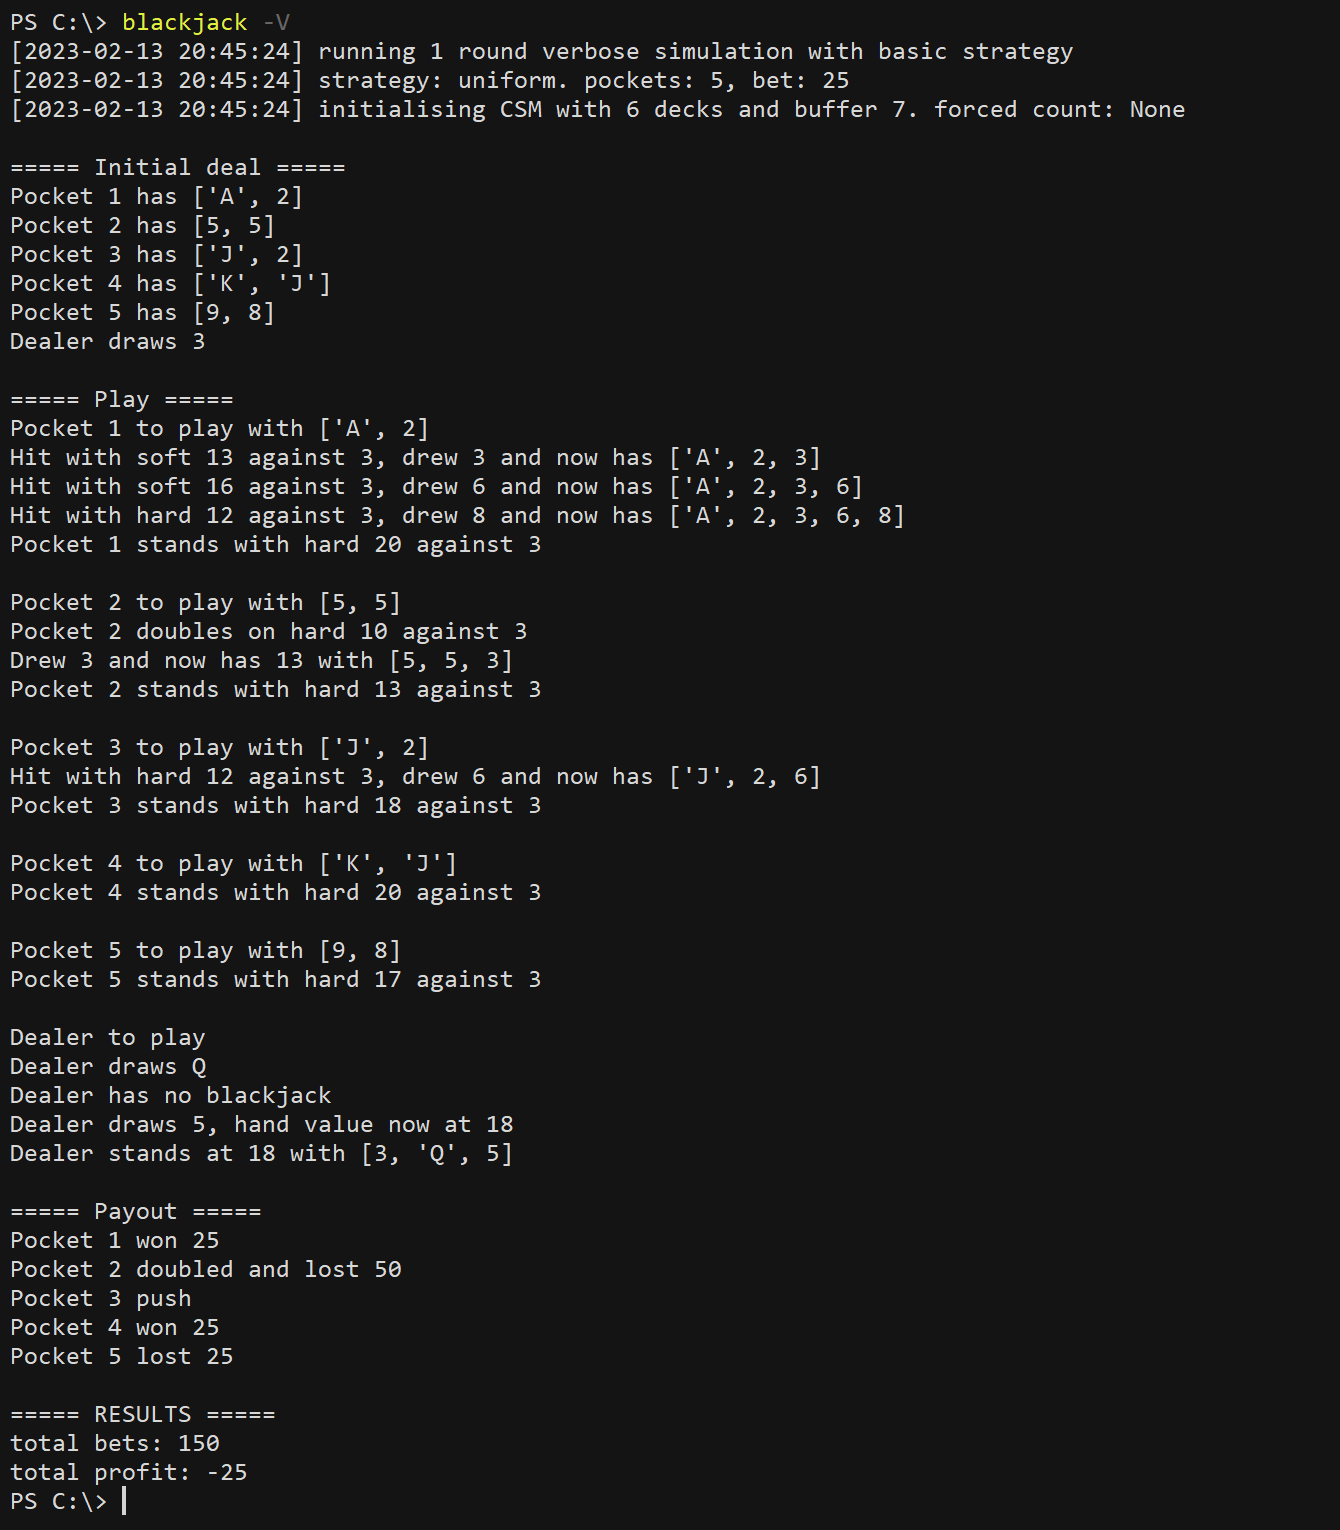 PS C:\> blackjack -V
[2023-02-13 20:45:24] running 1 round verbose simulation with basic strategy
[2023-02-13 20:45:24] strategy: uniform. pockets: 5, bet: 25
[2023-02-13 20:45:24] initialising CSM with 6 decks and buffer 7. forced count: None
===== Initial deal =====
Pocket 1 has ['A', 2]
Pocket 2 has [5, 5]
Pocket 3 has ['J', 2]
Pocket 4 has ['K', 'J']
Pocket 5 has [9, 8]
Dealer draws 3
===== Play =====
Pocket 1 to play with ['A', 2]
Hit with soft 13 against 3, drew 3 and now has ['A', 2, 3]
Hit with soft 16 against 3, drew 6 and now has ['A', 2, 3, 6]
Hit with hard 12 against 3, drew 8 and now has ['A', 2, 3, 6, 8]
Pocket 1 stands with hard 20 against 3
Pocket 2 to play with [5, 5]
Pocket 2 doubles on hard 10 against 3
Drew 3 and now has 13 with [5, 5, 3]
Pocket 2 stands with hard 13 against 3
Pocket 3 to play with ['J', 2]
Hit with hard 12 against 3, drew 6 and now has ['J', 2, 6]
Pocket 3 stands with hard 18 against 3
Pocket 4 to play with ['K', 'J']
Pocket 4 stands with hard 20 against 3
Pocket 5 to play with [9, 8]
Pocket 5 stands with hard 17 against 3
Dealer to play
Dealer draws Q
Dealer has no blackjack
Dealer draws 5, hand value now at 18
Dealer stands at 18 with [3, 'Q', 5]
===== Payout =====
Pocket 1 won 25
Pocket 2 doubled and lost 50
Pocket 3 push
Pocket 4 won 25
Pocket 5 lost 25
===== RESULTS =====
total bets: 150
total profit: -25
PS C:\>